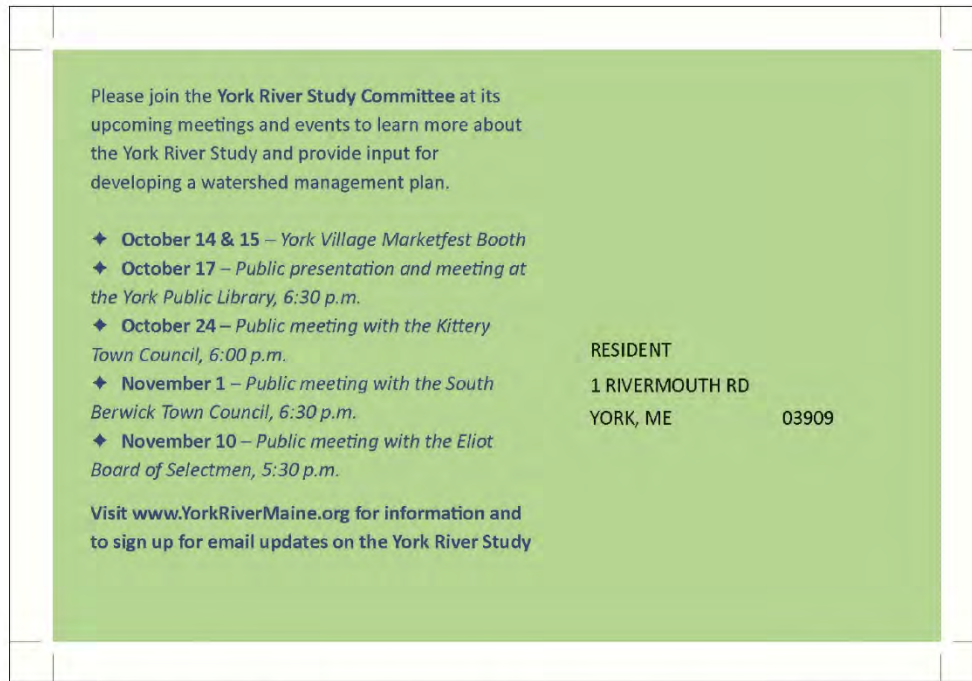 Please join the York River Study Committee at its
upcoming meetings and events to learn more about
the York River Study and provide input for
developing a watershed management plan.
✦ October 14 & 15 – York Village Marketfest Booth
✦ October 17 – Public presentation and meeting at
the York Public Library, 6:30 p.m.
✦ October 24 – Public meeting with the Kittery
Town Council, 6:00 p.m.
✦ November 1 – Public meeting with the South
Berwick Town Council, 6:30 p.m.
✦ November 10 – Public meeting with the Eliot
Board of Selectmen, 5:30 p.m.
Visit www.YorkRiverMaine.org for information and
to sign up for email updates on the York River Study
RESIDENT
1 RIVERMOUTH RD
YORK, ME 03909